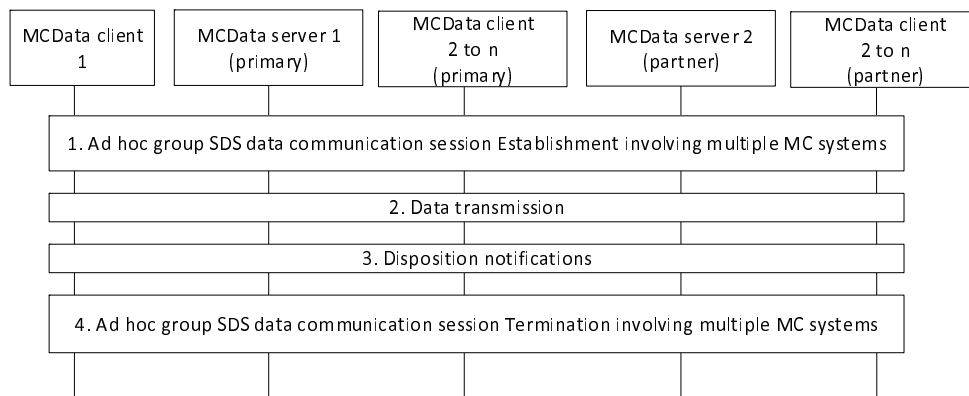 MCData client
1
MCData server 1
(primary)
MCData client
2 to n
(primary)
MCData server 2
(partner)
MCData client
2 to n
(partner)
1. Ad hoc group SDS data communication session Establishment involving multiple MC systems
2. Data transmission
3. Disposition notifications
4. Ad hoc group SDS data communication session Termination involving multiple MC systems